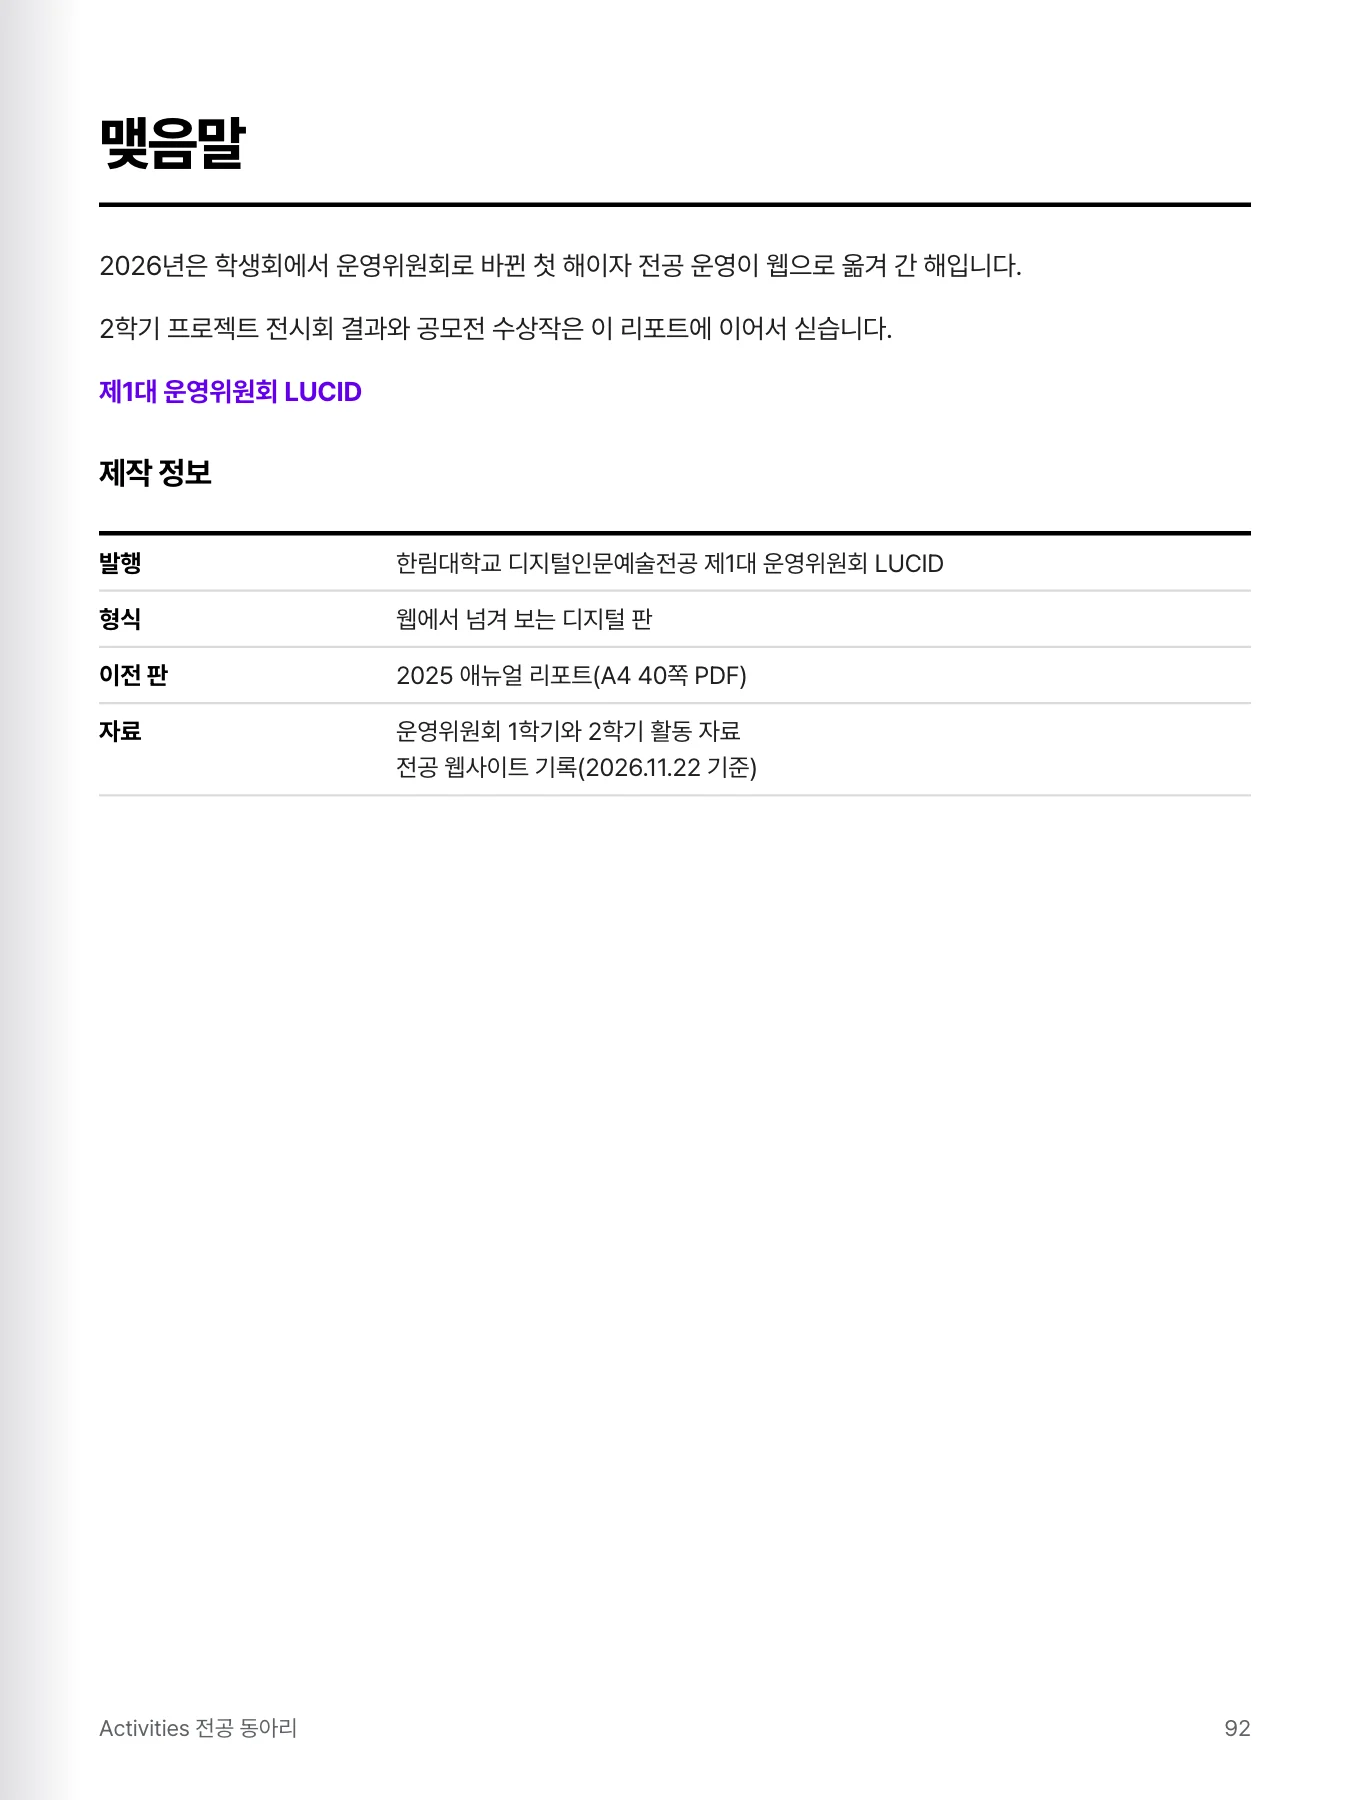 맺음말
2026년은 학생회에서 운영위원회로 바뀐 첫 해이자 전공 운영이 웹으로 옮겨 간 해입니다.
2학기 프로젝트 전시회 결과와 공모전 수상작은 이 리포트에 이어서 싣습니다.
제1대 운영위원회 LUCID
제작 정보
발행 한림대학교 디지털인문예술전공 제1대 운영위원회 LUCID
형식 웹에서 넘겨 보는 디지털 판
이전 판 2025 애뉴얼 리포트(A4 40쪽 PDF)
자료 운영위원회 1학기와 2학기 활동 자료
전공 웹사이트 기록(2026.11.22 기준)
Activities 전공 동아리 92